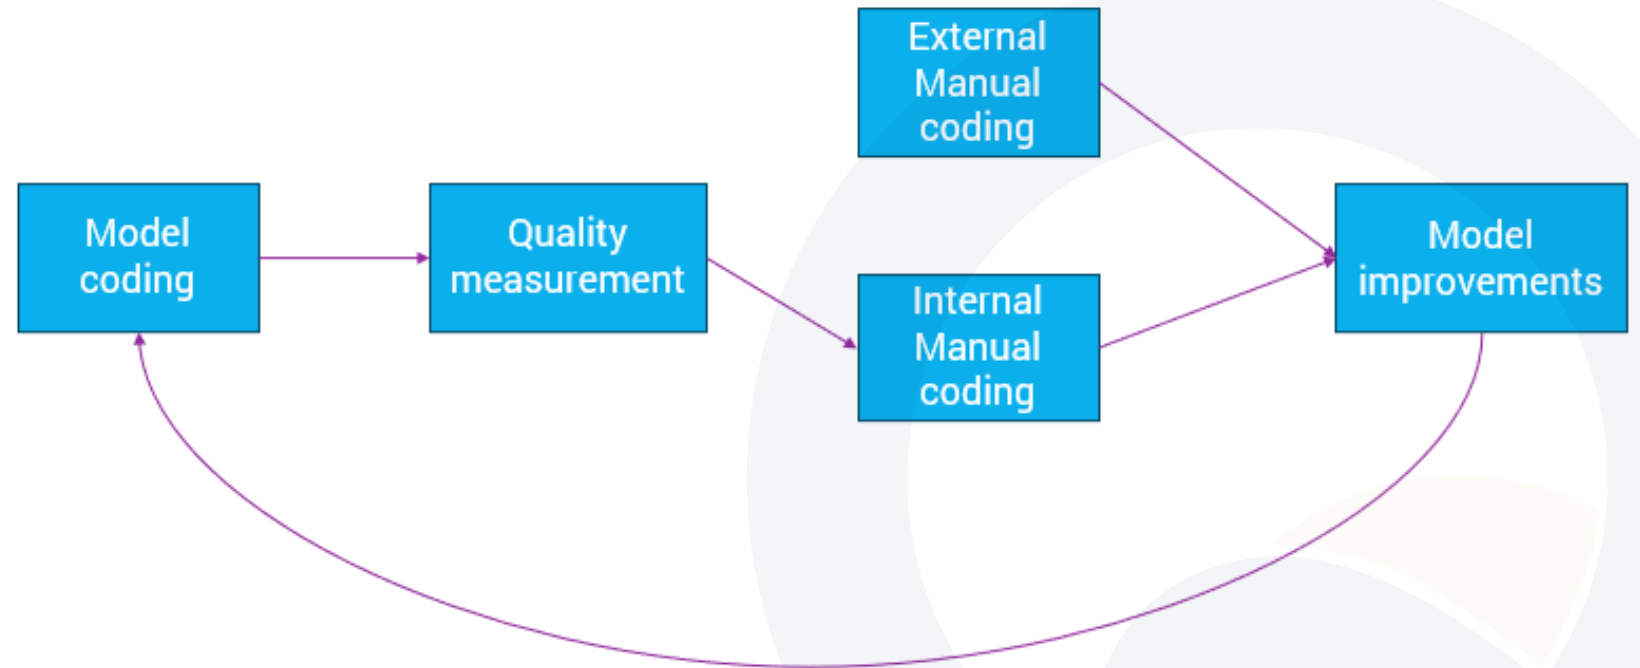 External
Manual
coding
Model
coding
Quality
measurement
Internal
Manual
coding
Model
improvements